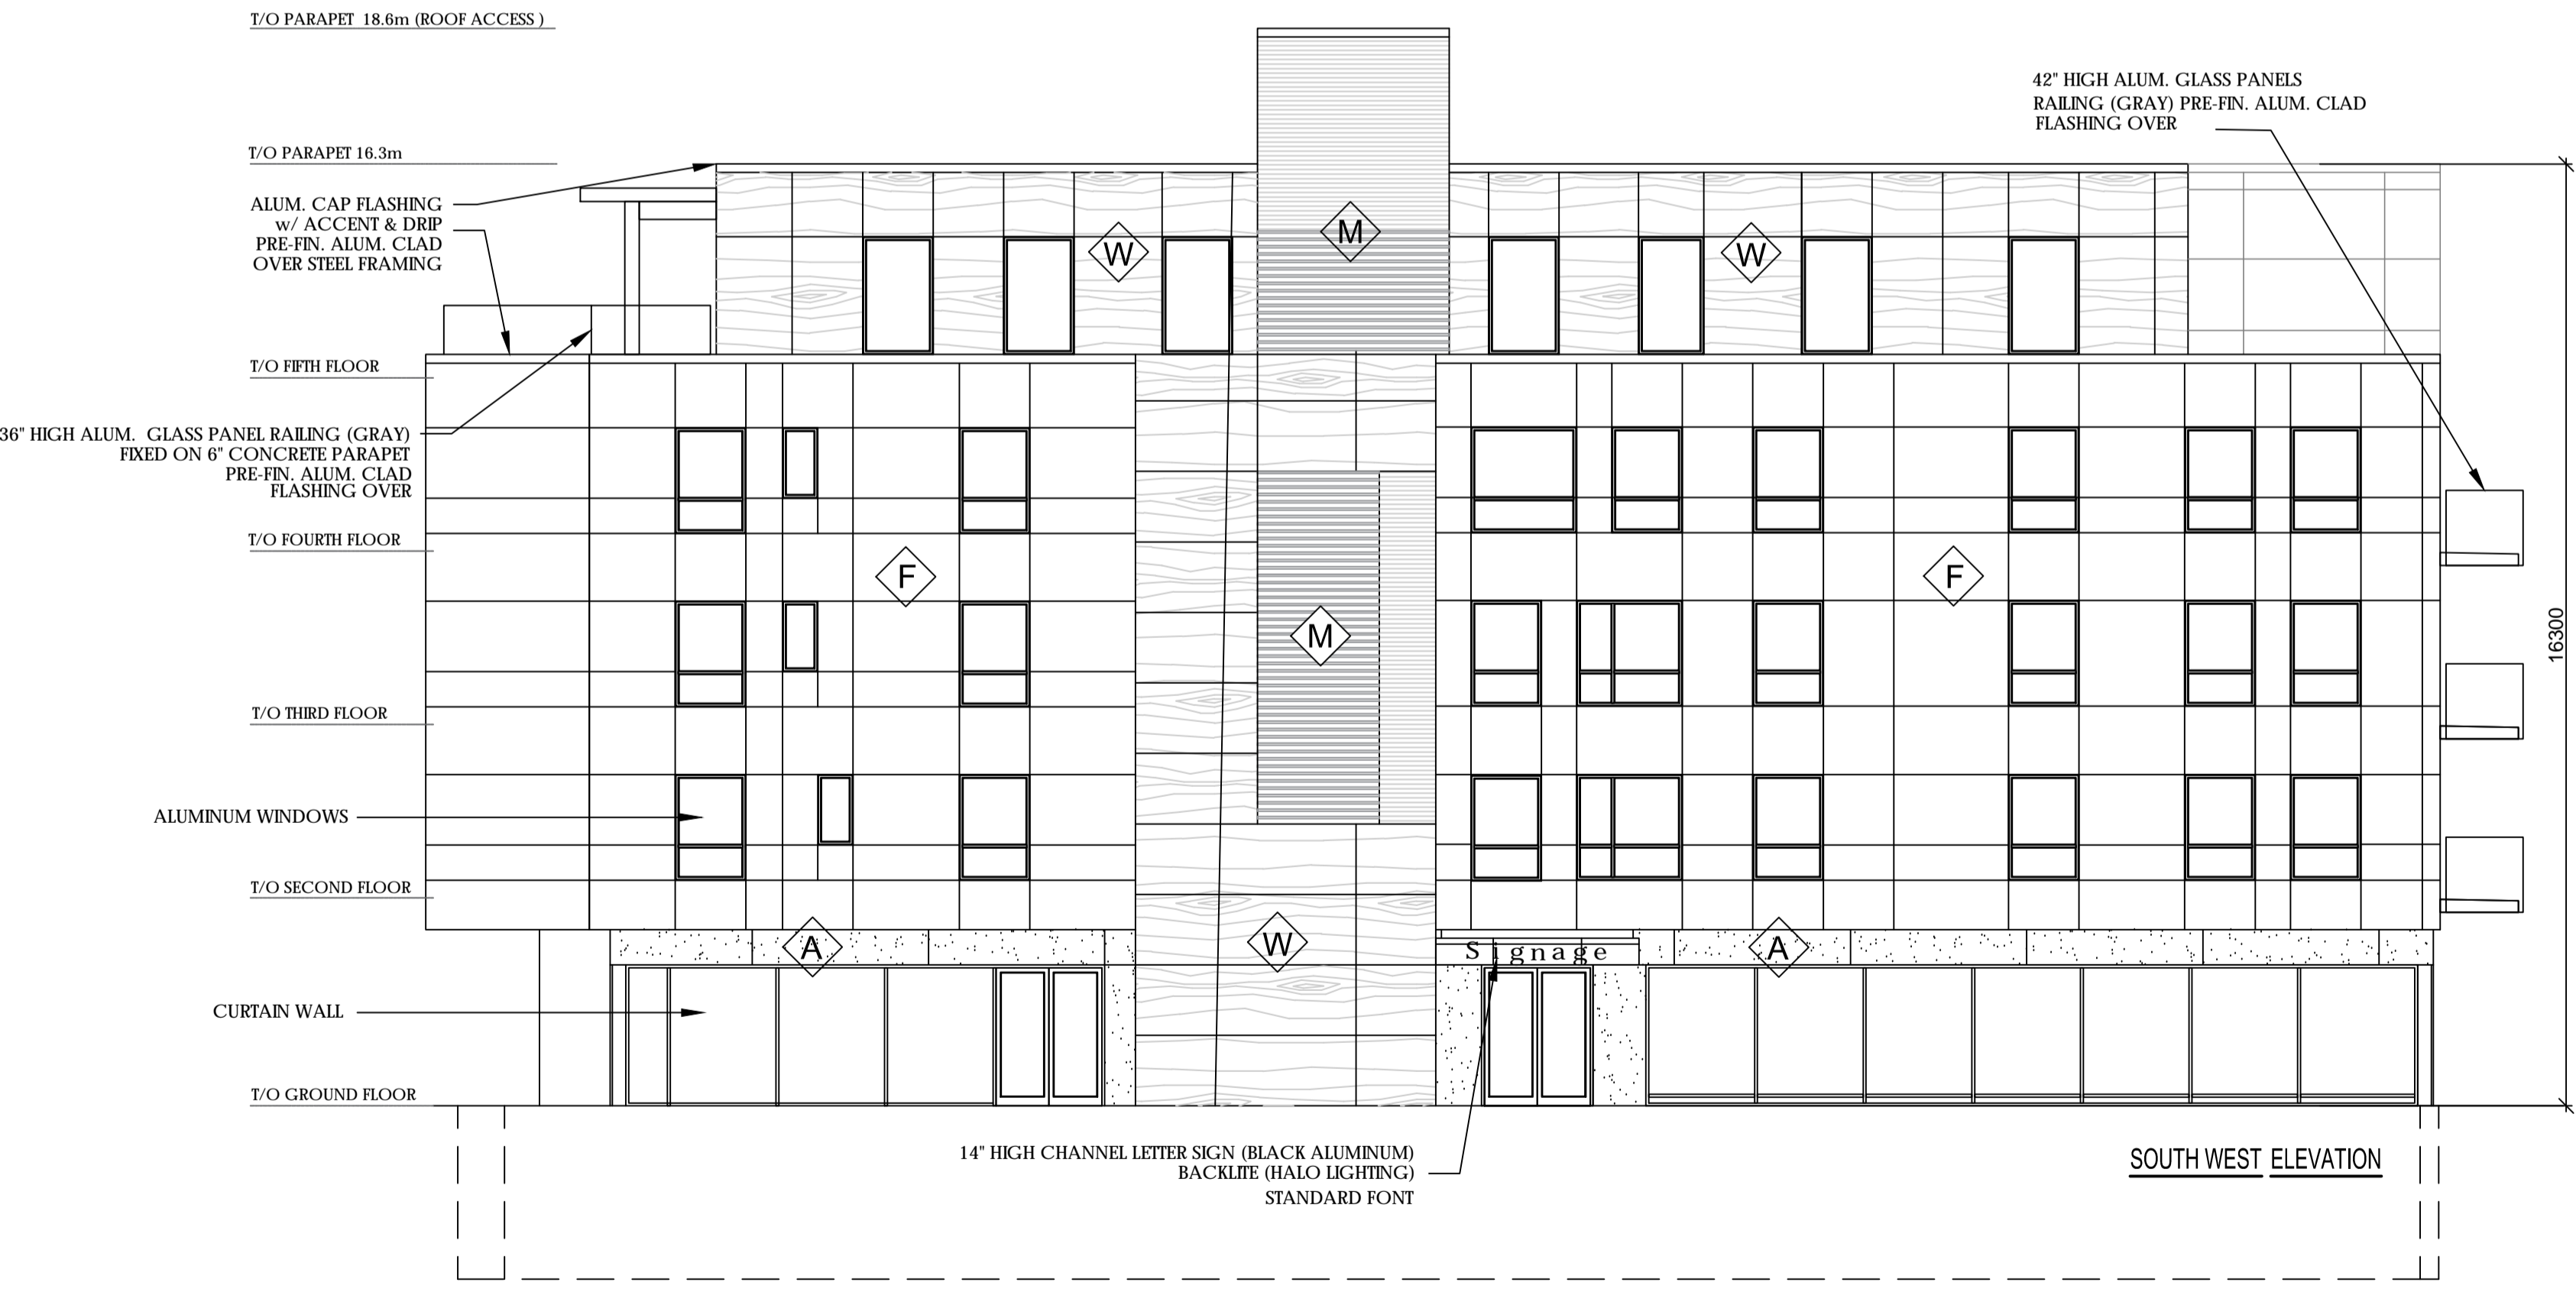 T/O PARAPET  18.6m (ROOF ACCESS )
42" HIGH ALUM. GLASS PANELS
RAILING (GRAY) PRE-FIN. ALUM. CLAD
FLASHING OVER
T/O PARAPET 16.3m
ALUM. CAP FLASHING
w/ ACCENT & DRIP
PRE-FIN. ALUM. CLAD
OVER STEEL FRAMING
W
M
W
T/O FIFTH FLOOR
36" HIGH ALUM.  GLASS PANEL RAILING (GRAY)
FIXED ON 6" CONCRETE PARAPET
PRE-FIN. ALUM. CLAD
FLASHING OVER
T/O FOURTH FLOOR
F
F
M
16300
T/O THIRD FLOOR
ALUMINUM WINDOWS
T/O SECOND FLOOR
A
W
Signage
A
CURTAIN WALL
T/O GROUND FLOOR
14" HIGH CHANNEL LETTER SIGN (BLACK ALUMINUM)
BACKLITE (HALO LIGHTING)
STANDARD FONT
SOUTH WEST ELEVATION